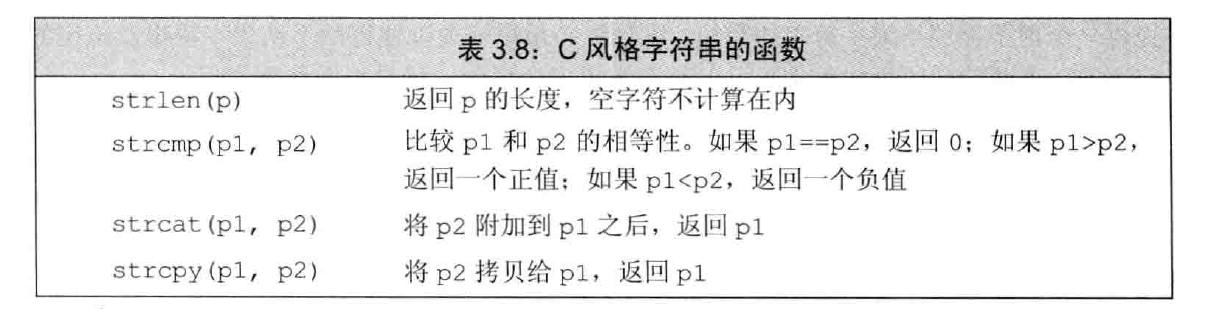 表 3.8：C 风格字符串的函数
strlen(p) 返回 p 的长度，空字符不计算在内
strcmp(p1, p2) 比较 p1 和 p2 的相等性。如果 p1==p2，返回 0；如果 p1>p2，
返回一个正值；如果 p1<p2，返回一个负值
strcat(p1, p2) 将 p2 附加到 p1 之后，返回 p1
strcpy(p1, p2) 将 p2 拷贝给 p1，返回 p1